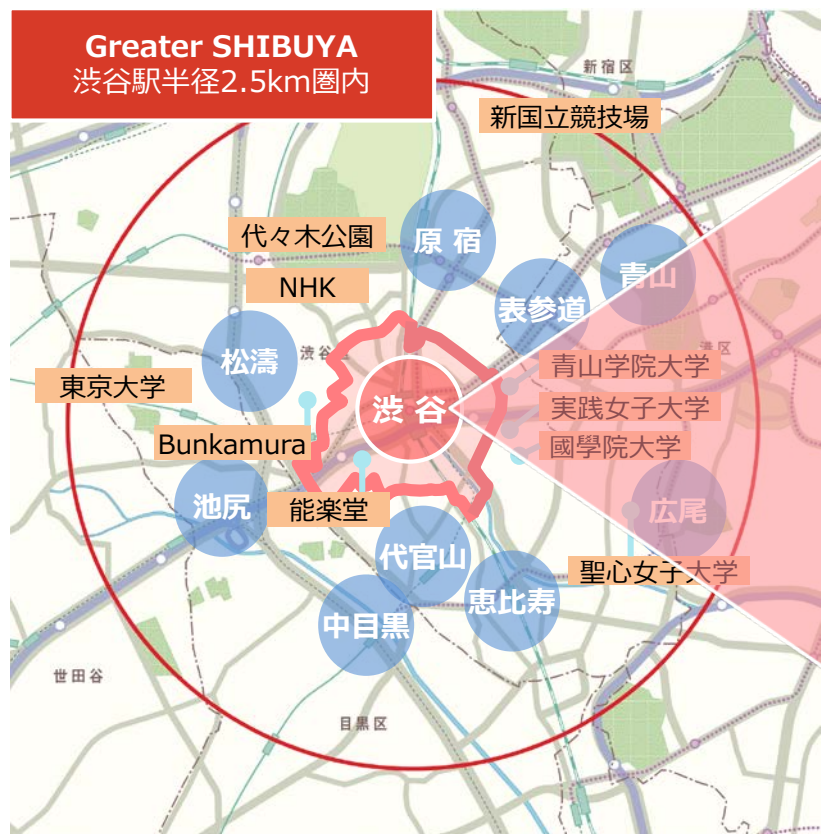 Greater SHIBUYA
渋谷駅半径2.5km圏内
新宿区
新国立競技場
代々木公園
原 宿
青山
NHK
表参道
港区
松濤
渋谷
青山学院大学
東京大学
渋 谷
実践女子大学
Bunkamura
國學院大学
池尻
能楽堂
広尾
代官山
聖心女子大学
恵比寿
中目黒
世田谷
目黒区